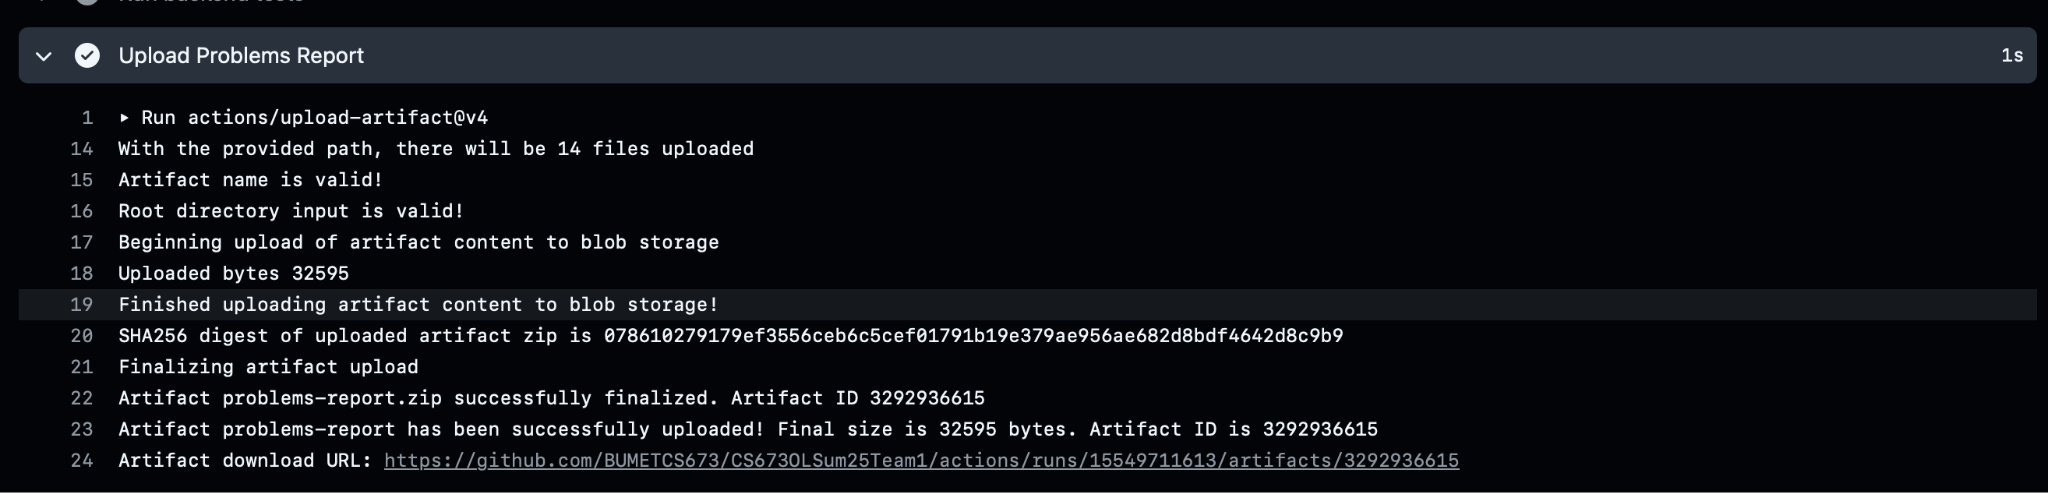 Run backend tests
Upload Problems Report 1s
1 ▸ Run actions/upload-artifact@v4
14 With the provided path, there will be 14 files uploaded
15 Artifact name is valid!
16 Root directory input is valid!
17 Beginning upload of artifact content to blob storage
18 Uploaded bytes 32595
19 Finished uploading artifact content to blob storage!
20 SHA256 digest of uploaded artifact zip is 078610279179ef3556ceb6c5cef01791b19e379ae956ae682d8bdf4642d8c9b9
21 Finalizing artifact upload
22 Artifact problems-report.zip successfully finalized. Artifact ID 3292936615
23 Artifact problems-report has been successfully uploaded! Final size is 32595 bytes. Artifact ID is 3292936615
24 Artifact download URL: https://github.com/BUMETCS673/CS673OLSum25Team1/actions/runs/15549711613/artifacts/3292936615